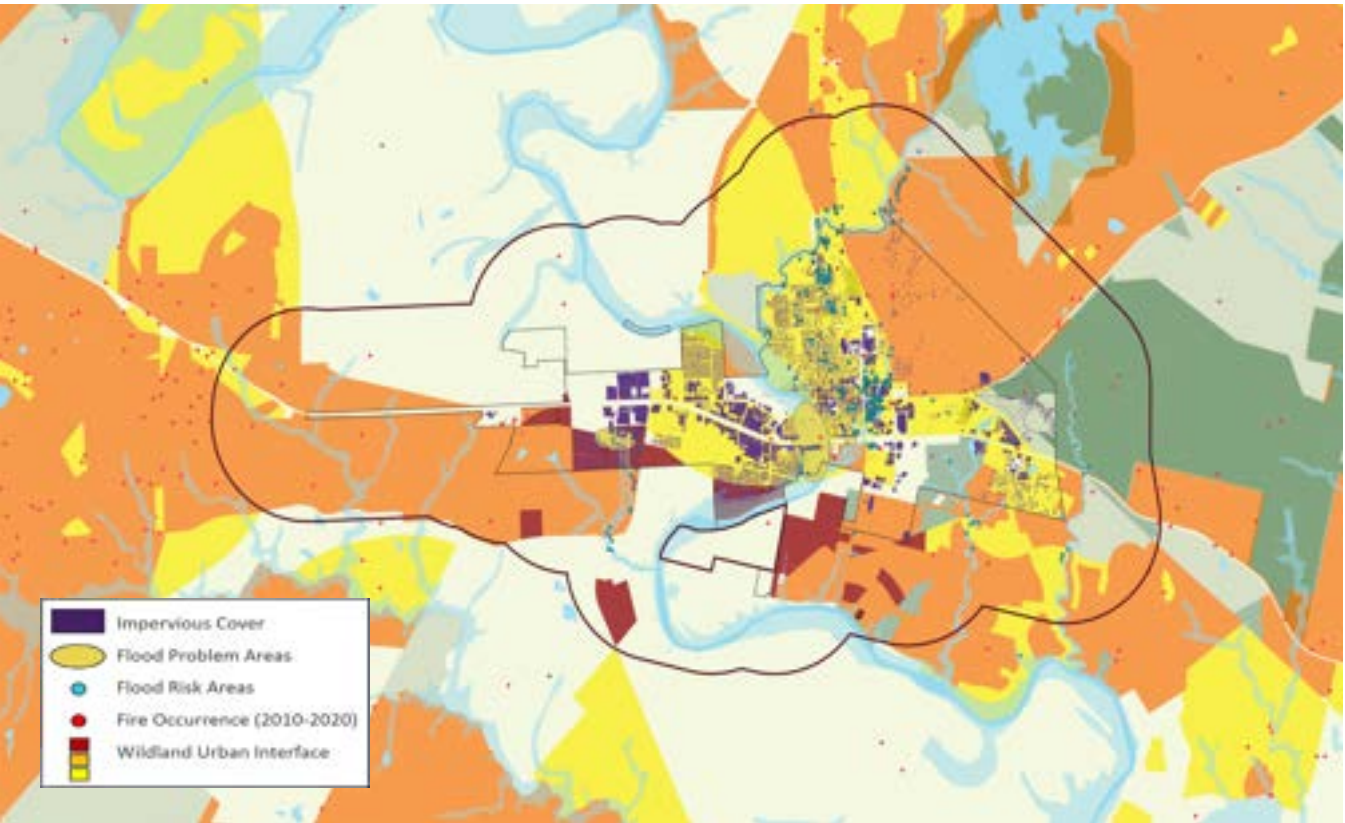 Impervious Cover
Flood Problem Areas
Flood Risk Areas
Fire Occurrence (2010-2020)
Wildland Urban Interface